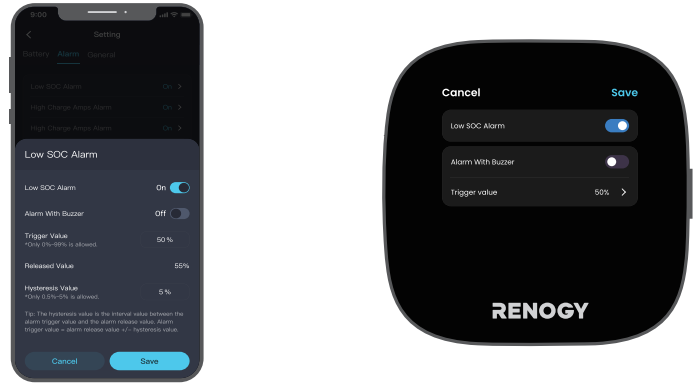 9:00
Setting
Battery Alarm General
Low SOC Alarm On
High Charge Amps Alarm On
High Charge Amps Alarm On
Low SOC Alarm
Low SOC Alarm On
Alarm With Buzzer Off
Trigger Value 50%
*Only 0%-99% is allowed.
Released Value 55%
Hysteresis Value 5%
*Only 0.5%-5% is allowed.
Tip: The hysteresis value is the interval value between the
alarm trigger value and the alarm release value. Alarm
trigger value = alarm release value +/- hysteresis value.
Cancel Save
Cancel Save
Low SOC Alarm
Alarm With Buzzer
Trigger value 50%
RENOGY